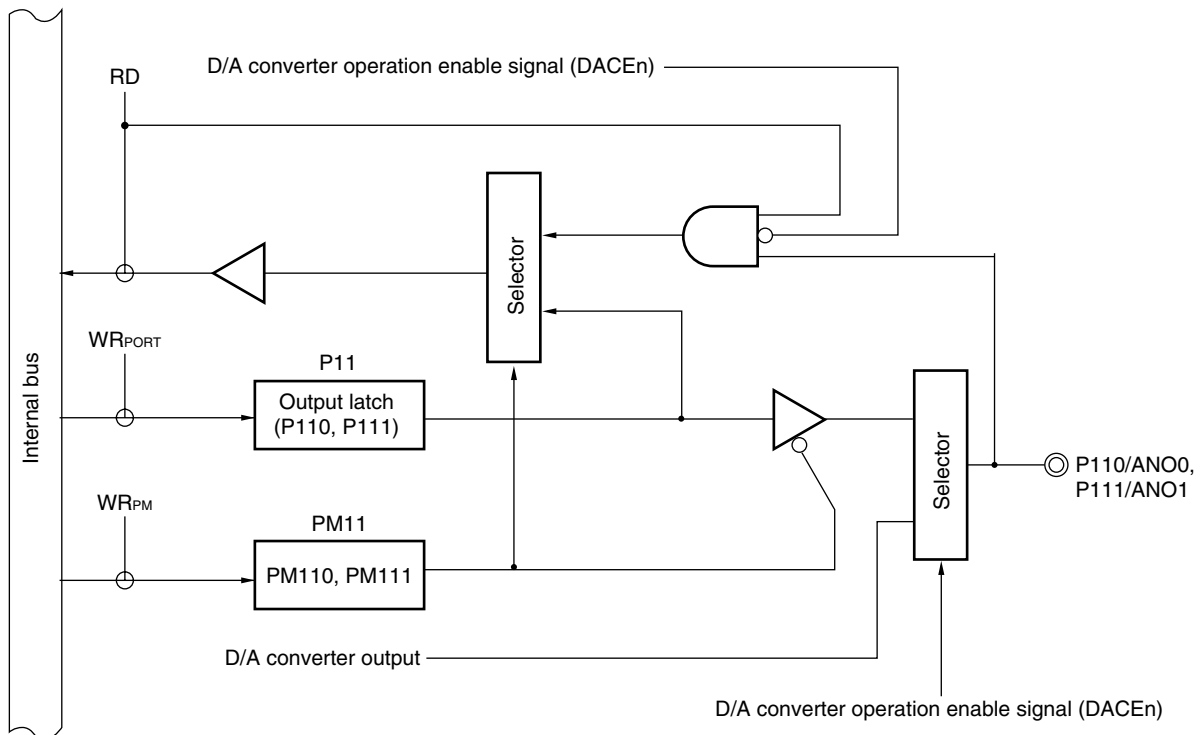 D/A converter operation enable signal (DACEn)
RD
Selector
WRPORT
P11
Output latch
(P110, P111)
Internal bus
Selector
P110/ANO0,
P111/ANO1
WRPM
PM11
PM110, PM111
D/A converter output
D/A converter operation enable signal (DACEn)